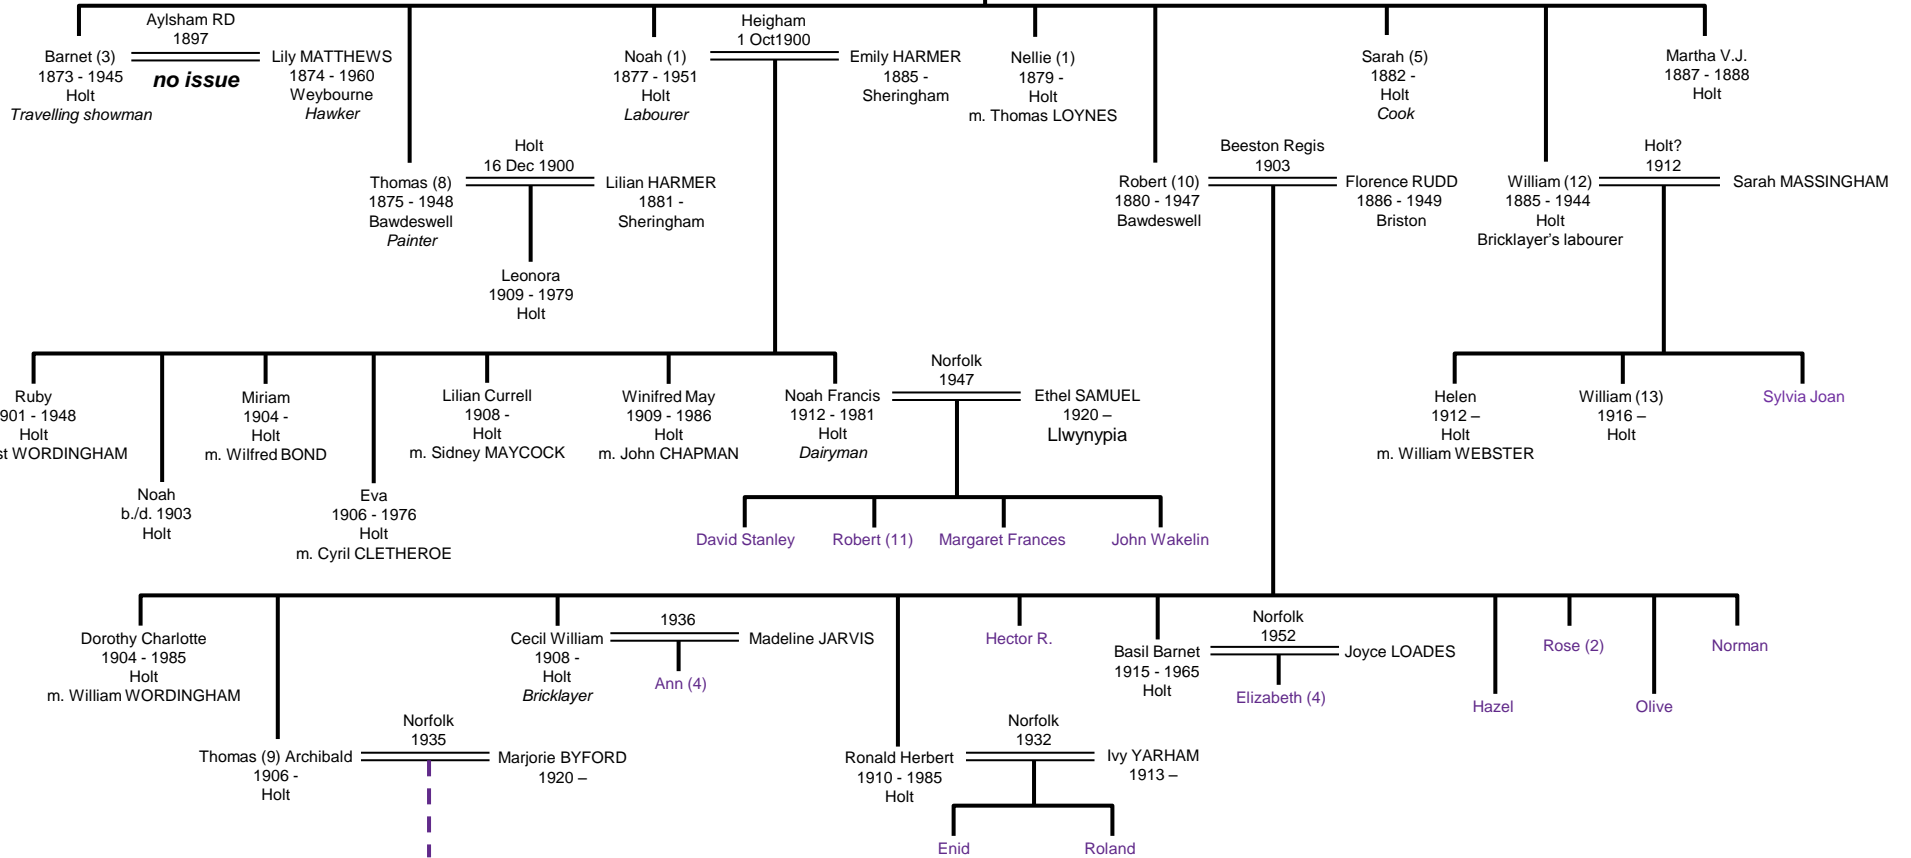 Aylsham RD
1897
Barnet (3)
1873 - 1945
Holt
Travelling showman
no issue
Lily MATTHEWS
1874 - 1960
Weybourne
Hawker
Noah (1)
1877 - 1951
Holt
Labourer
Heigham
1 Oct1900
Emily HARMER
1885 -
Sheringham
Nellie (1)
1879 -
Holt
m. Thomas LOYNES
Sarah (5)
1882 -
Holt
Cook
Martha V.J.
1887 - 1888
Holt
Thomas (8)
1875 - 1948
Bawdeswell
Painter
Holt
16 Dec 1900
Lilian HARMER
1881 -
Sheringham
Leonora
1909 - 1979
Holt
Robert (10)
1880 - 1947
Bawdeswell
Beeston Regis
1903
Florence RUDD
1886 - 1949
Briston
William (12)
1885 - 1944
Holt
Bricklayer's labourer
Holt?
1912
Sarah MASSINGHAM
Ruby
901 - 1948
Holt
st WORDINGHAM
Noah
b./d. 1903
Holt
Miriam
1904 -
Holt
m. Wilfred BOND
Eva
1906 - 1976
Holt
m. Cyril CLETHEROE
Lilian Currell
1908 -
Holt
m. Sidney MAYCOCK
Winifred May
1909 - 1986
Holt
m. John CHAPMAN
Noah Francis
1912 - 1981
Holt
Dairyman
Norfolk
1947
Ethel SAMUEL
1920 –
Llwynypia
Helen
1912 –
Holt
m. William WEBSTER
William (13)
1916 –
Holt
Sylvia Joan
David Stanley
Robert (11)
Margaret Frances
John Wakelin
Dorothy Charlotte
1904 - 1985
Holt
m. William WORDINGHAM
Thomas (9) Archibald
1906 -
Holt
Norfolk
1935
Marjorie BYFORD
1920 –
Cecil William
1908 -
Holt
Bricklayer
1936
Madeline JARVIS
Ann (4)
Ronald Herbert
1910 - 1985
Holt
Norfolk
1932
Ivy YARHAM
1913 –
Enid
Roland
Hector R.
Basil Barnet
1915 - 1965
Holt
Norfolk
1952
Joyce LOADES
Elizabeth (4)
Hazel
Rose (2)
Olive
Norman